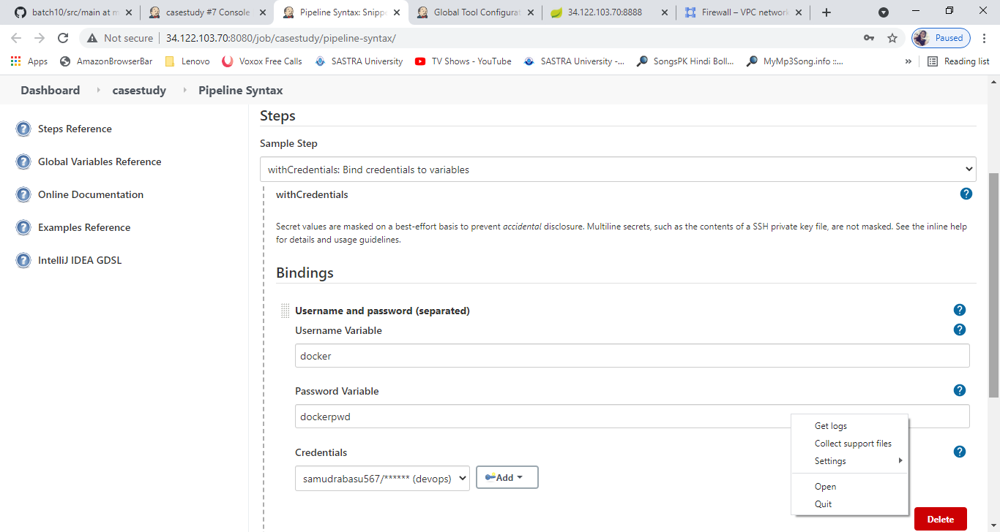 batch10/src/main at m
casestudy #7 Console
Pipeline Syntax: Snipp
Global Tool Configurat
34.122.103.70:8888
Firewall – VPC network
Not secure
34.122.103.70:8080/job/casestudy/pipeline-syntax/
Paused
Apps
AmazonBrowserBar
Lenovo
Voxox Free Calls
SASTRA University
TV Shows - YouTube
SASTRA University -...
SongsPK Hindi Boll...
MyMp3Song.info ::...
»
Reading list
Dashboard
casestudy
Pipeline Syntax
Steps Reference
Global Variables Reference
Online Documentation
Examples Reference
IntelliJ IDEA GDSL
Steps
Sample Step
withCredentials: Bind credentials to variables
withCredentials
Secret values are masked on a best-effort basis to prevent accidental disclosure. Multiline secrets, such as the contents of a SSH private key file, are not masked. See the inline help
for details and usage guidelines.
Bindings
Username and password (separated)
Username Variable
docker
Password Variable
dockerpwd
Credentials
samudrabasu567/****** (devops)
Add
Get logs
Collect support files
Settings
Open
Quit
Delete